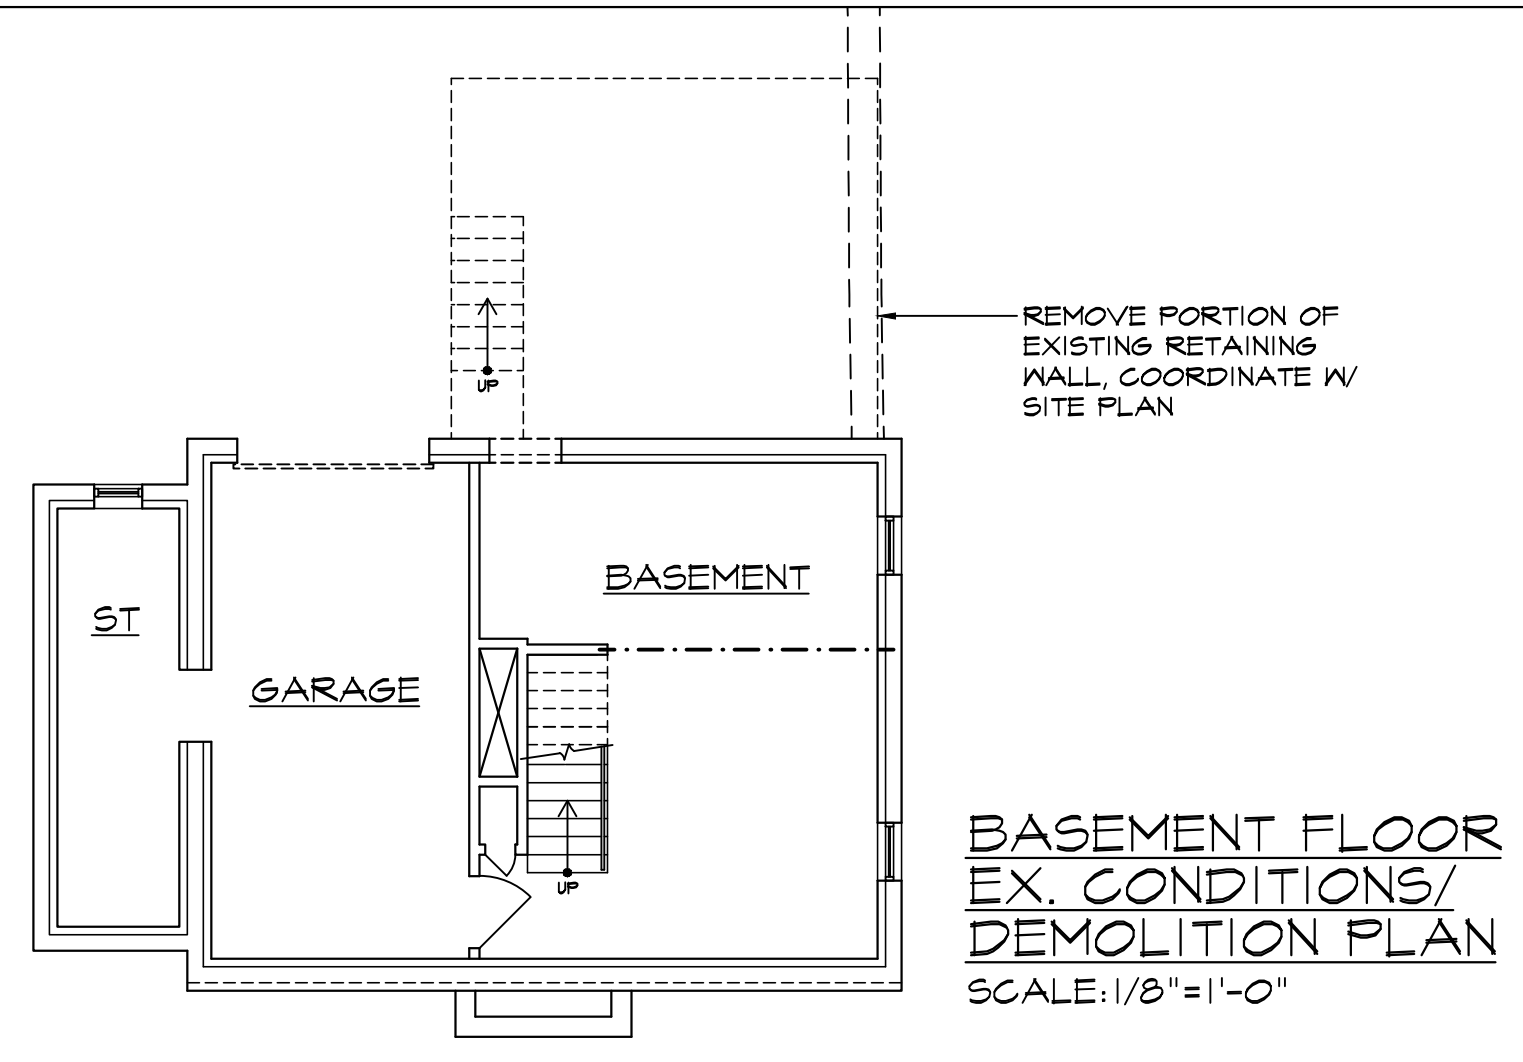 UP
REMOVE PORTION OF
EXISTING RETAINING
WALL, COORDINATE W/
SITE PLAN
BASEMENT
ST
GARAGE
UP
BASEMENT FLOOR
EX. CONDITIONS/
DEMOLITION PLAN
SCALE: 1/8"=1'-0"